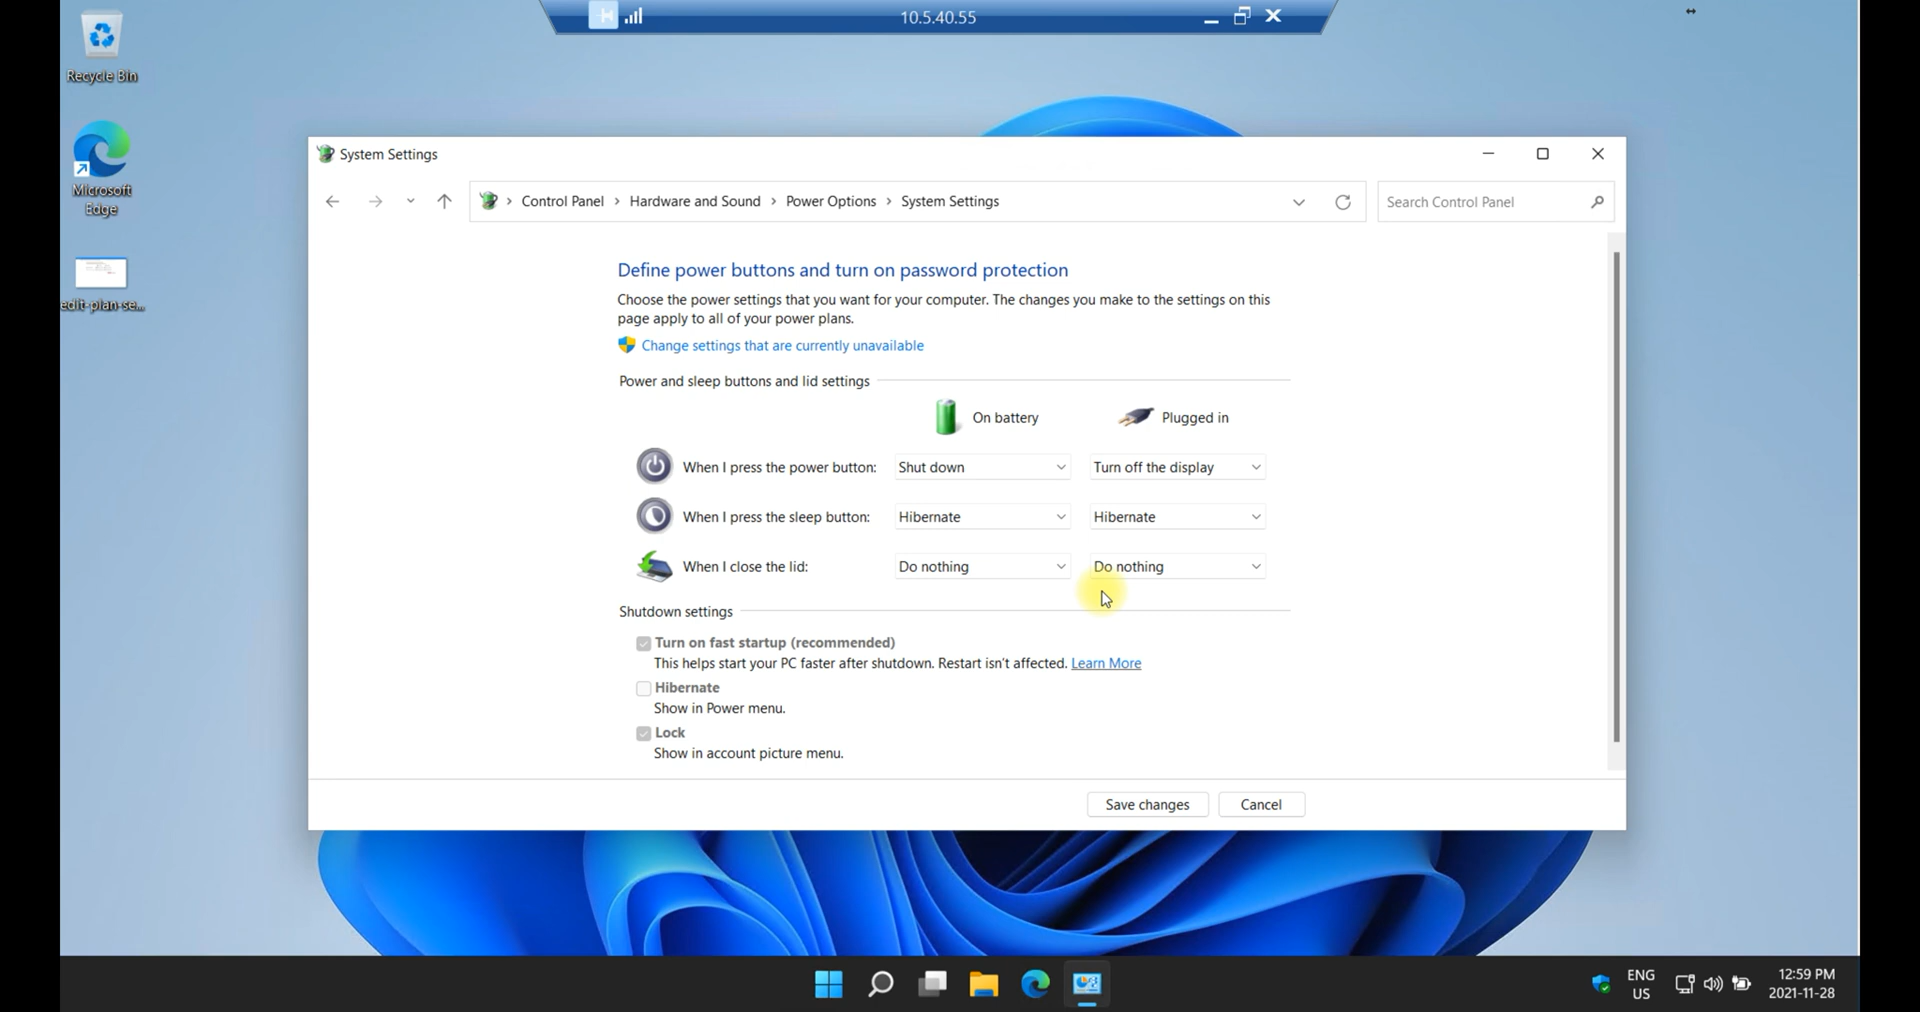 10.5.40.55
Recycle Bin
Microsoft
Edge
edit-plan-se...
System Settings
Control Panel > Hardware and Sound > Power Options > System Settings
Search Control Panel
Define power buttons and turn on password protection
Choose the power settings that you want for your computer. The changes you make to the settings on this
page apply to all of your power plans.
Change settings that are currently unavailable
Power and sleep buttons and lid settings
On battery Plugged in
When I press the power button: Shut down Turn off the display
When I press the sleep button: Hibernate Hibernate
When I close the lid: Do nothing Do nothing
Shutdown settings
Turn on fast startup (recommended)
This helps start your PC faster after shutdown. Restart isn't affected. Learn More
Hibernate
Show in Power menu.
Lock
Show in account picture menu.
Save changes Cancel
ENG
US
12:59 PM
2021-11-28